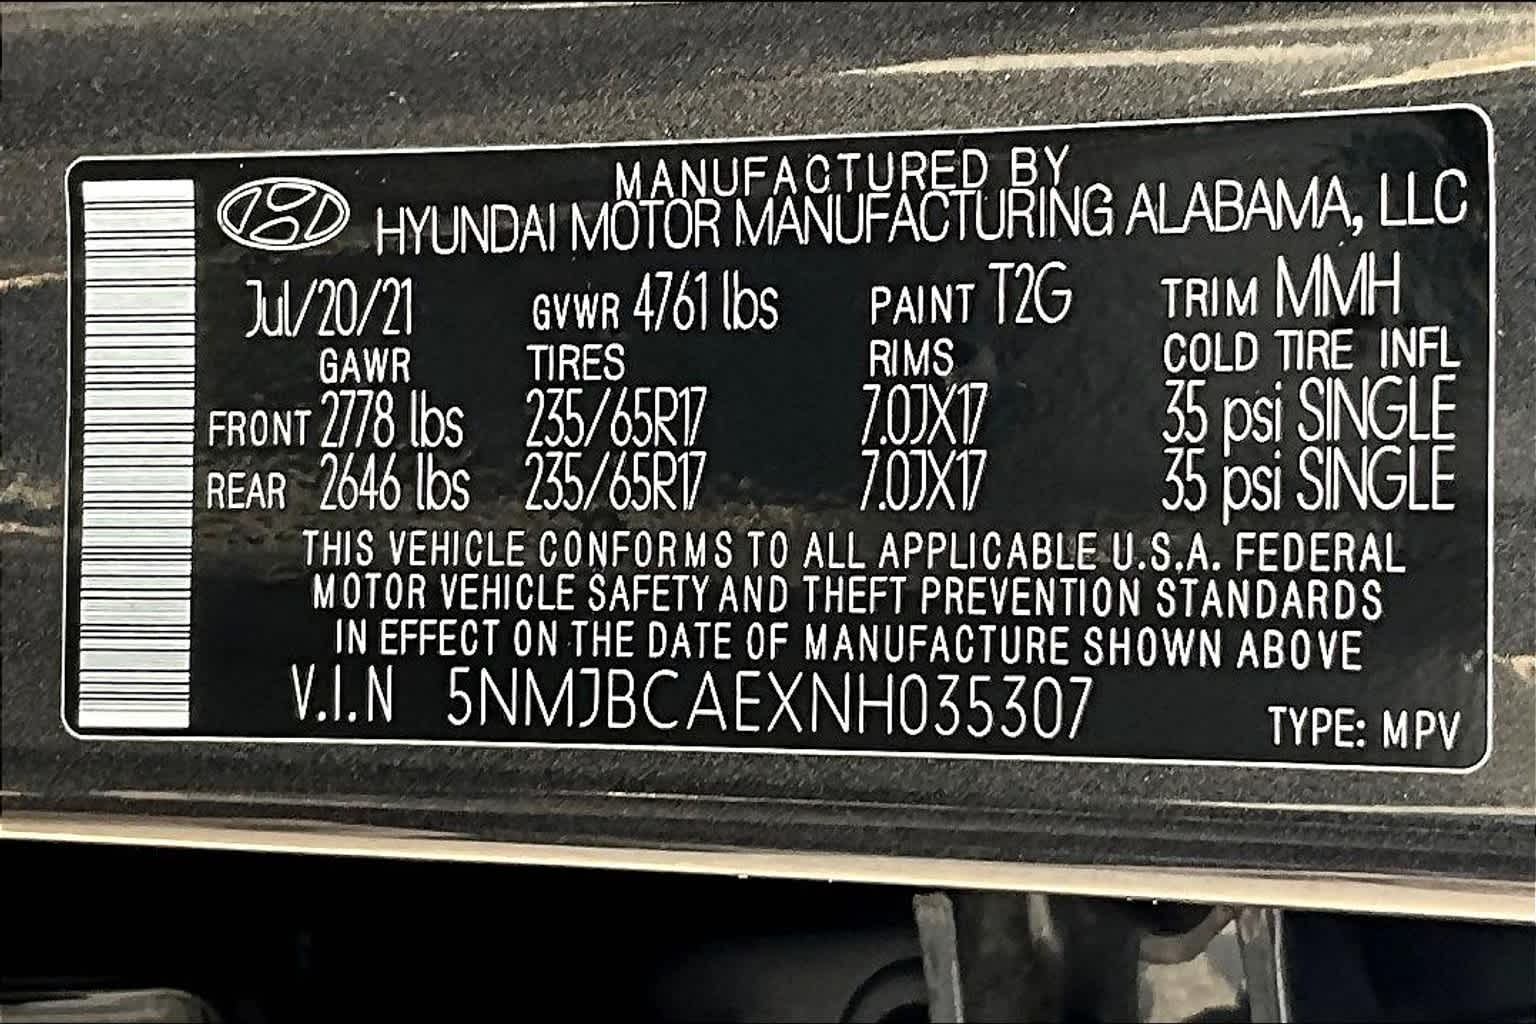 MANUFACTURED BY
HYUNDAI MOTOR MANUFACTURING ALABAMA, LLC
Jul/20/21 GVWR 4761 lbs PAINT T2G TRIM MMH
GAWR TIRES RIMS COLD TIRE INFL
FRONT 2778 lbs 235/65R17 7.0JX17 35 psi SINGLE
REAR 2646 lbs 235/65R17 7.0JX17 35 psi SINGLE
THIS VEHICLE CONFORMS TO ALL APPLICABLE U.S.A. FEDERAL
MOTOR VEHICLE SAFETY AND THEFT PREVENTION STANDARDS
IN EFFECT ON THE DATE OF MANUFACTURE SHOWN ABOVE
V.I.N 5NMJBCAEXNH035307 TYPE: MPV